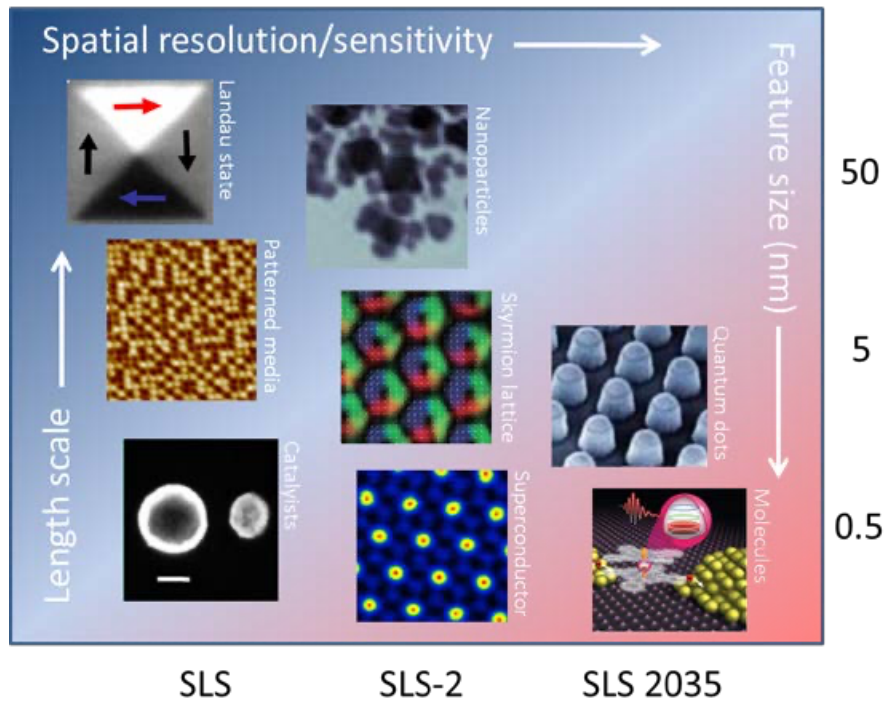 Spatial resolution/sensitivity
Feature size (nm)
Length scale
Landau state
Nanoparticles
Patterned media
Skyrmion lattice
Quantum dots
Catalyists
Superconductor
Molecules
50
5
0.5
SLS
SLS-2
SLS 2035